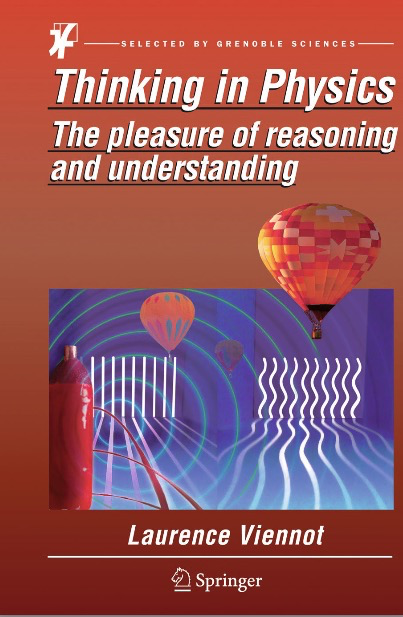 SELECTED BY GRENOBLE SCIENCES
Thinking in Physics
The pleasure of reasoning
and understanding
Laurence Viennot
Springer